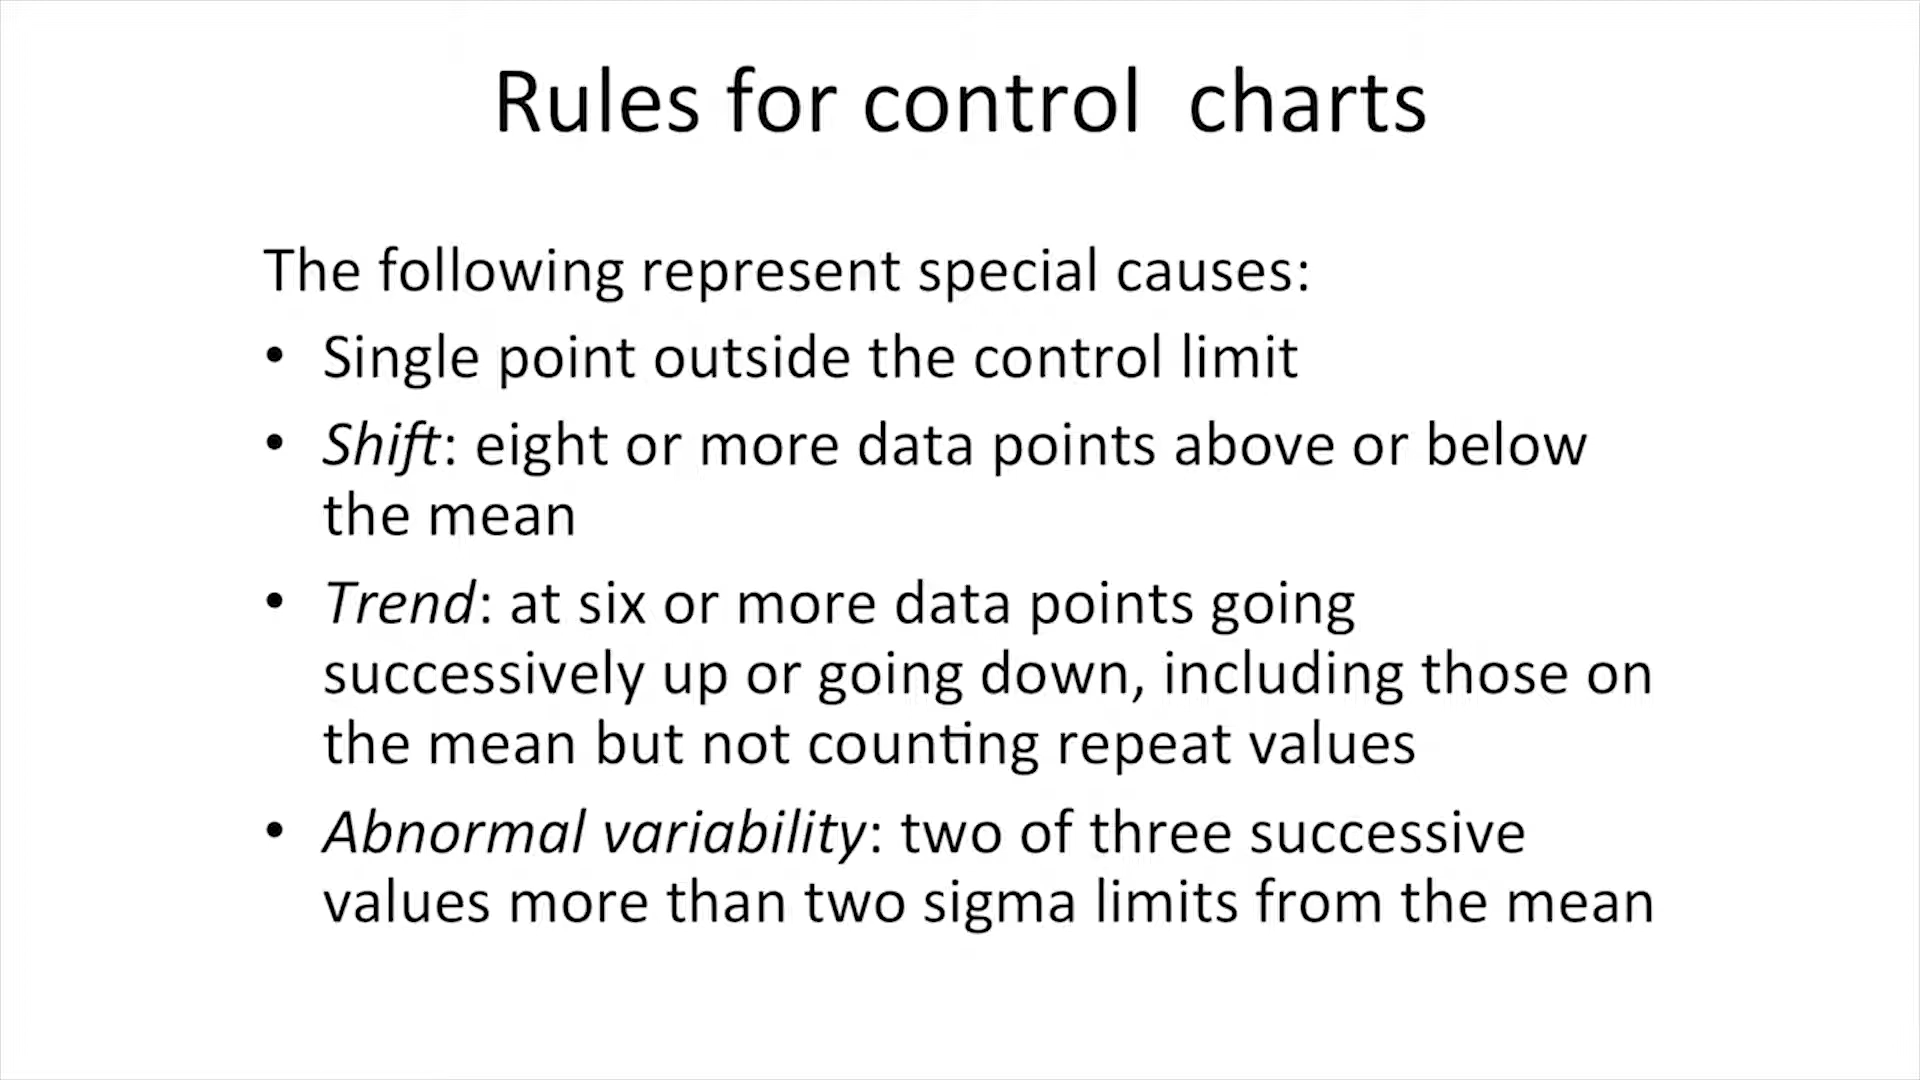 Rules for control  charts
The following represent special causes:
• Single point outside the control limit
• Shift: eight or more data points above or below
the mean
• Trend: at six or more data points going
successively up or going down, including those on
the mean but not counting repeat values
• Abnormal variability: two of three successive
values more than two sigma limits from the mean